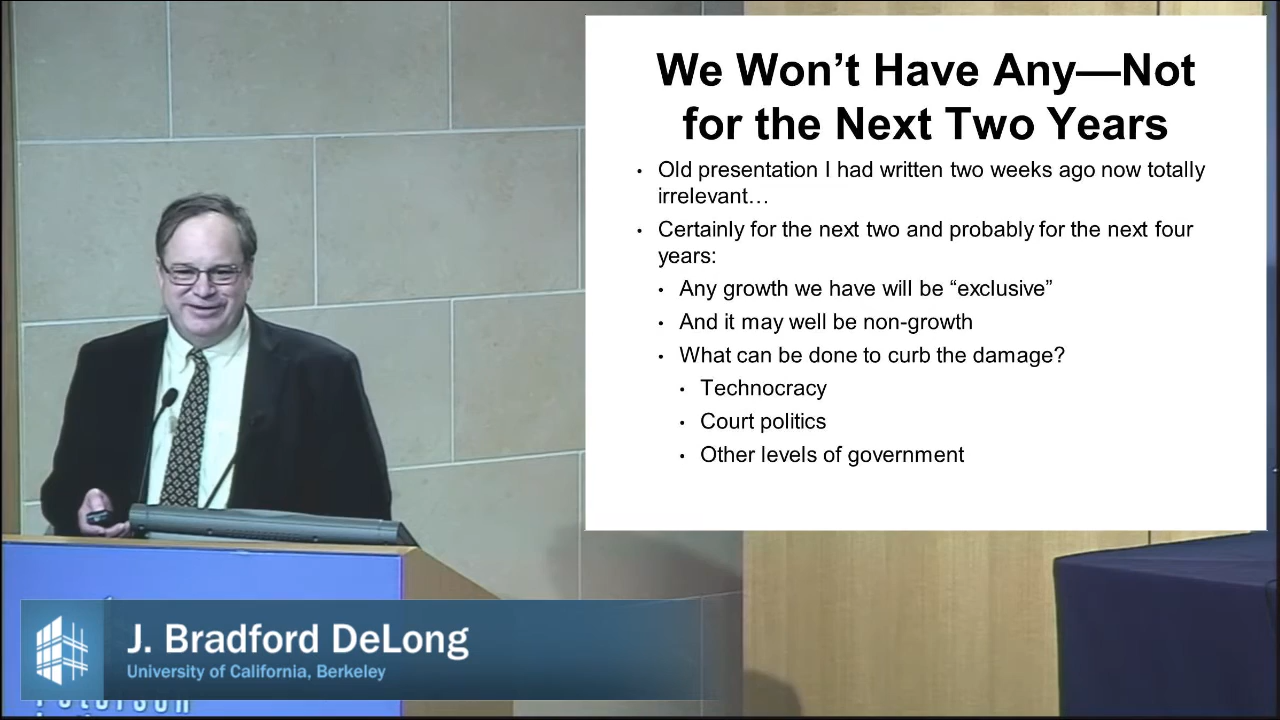 We Won’t Have Any—Not
for the Next Two Years
• Old presentation I had written two weeks ago now totally
irrelevant…
• Certainly for the next two and probably for the next four
years:
• Any growth we have will be “exclusive”
• And it may well be non-growth
• What can be done to curb the damage?
• Technocracy
• Court politics
• Other levels of government
J. Bradford DeLong
University of California, Berkeley